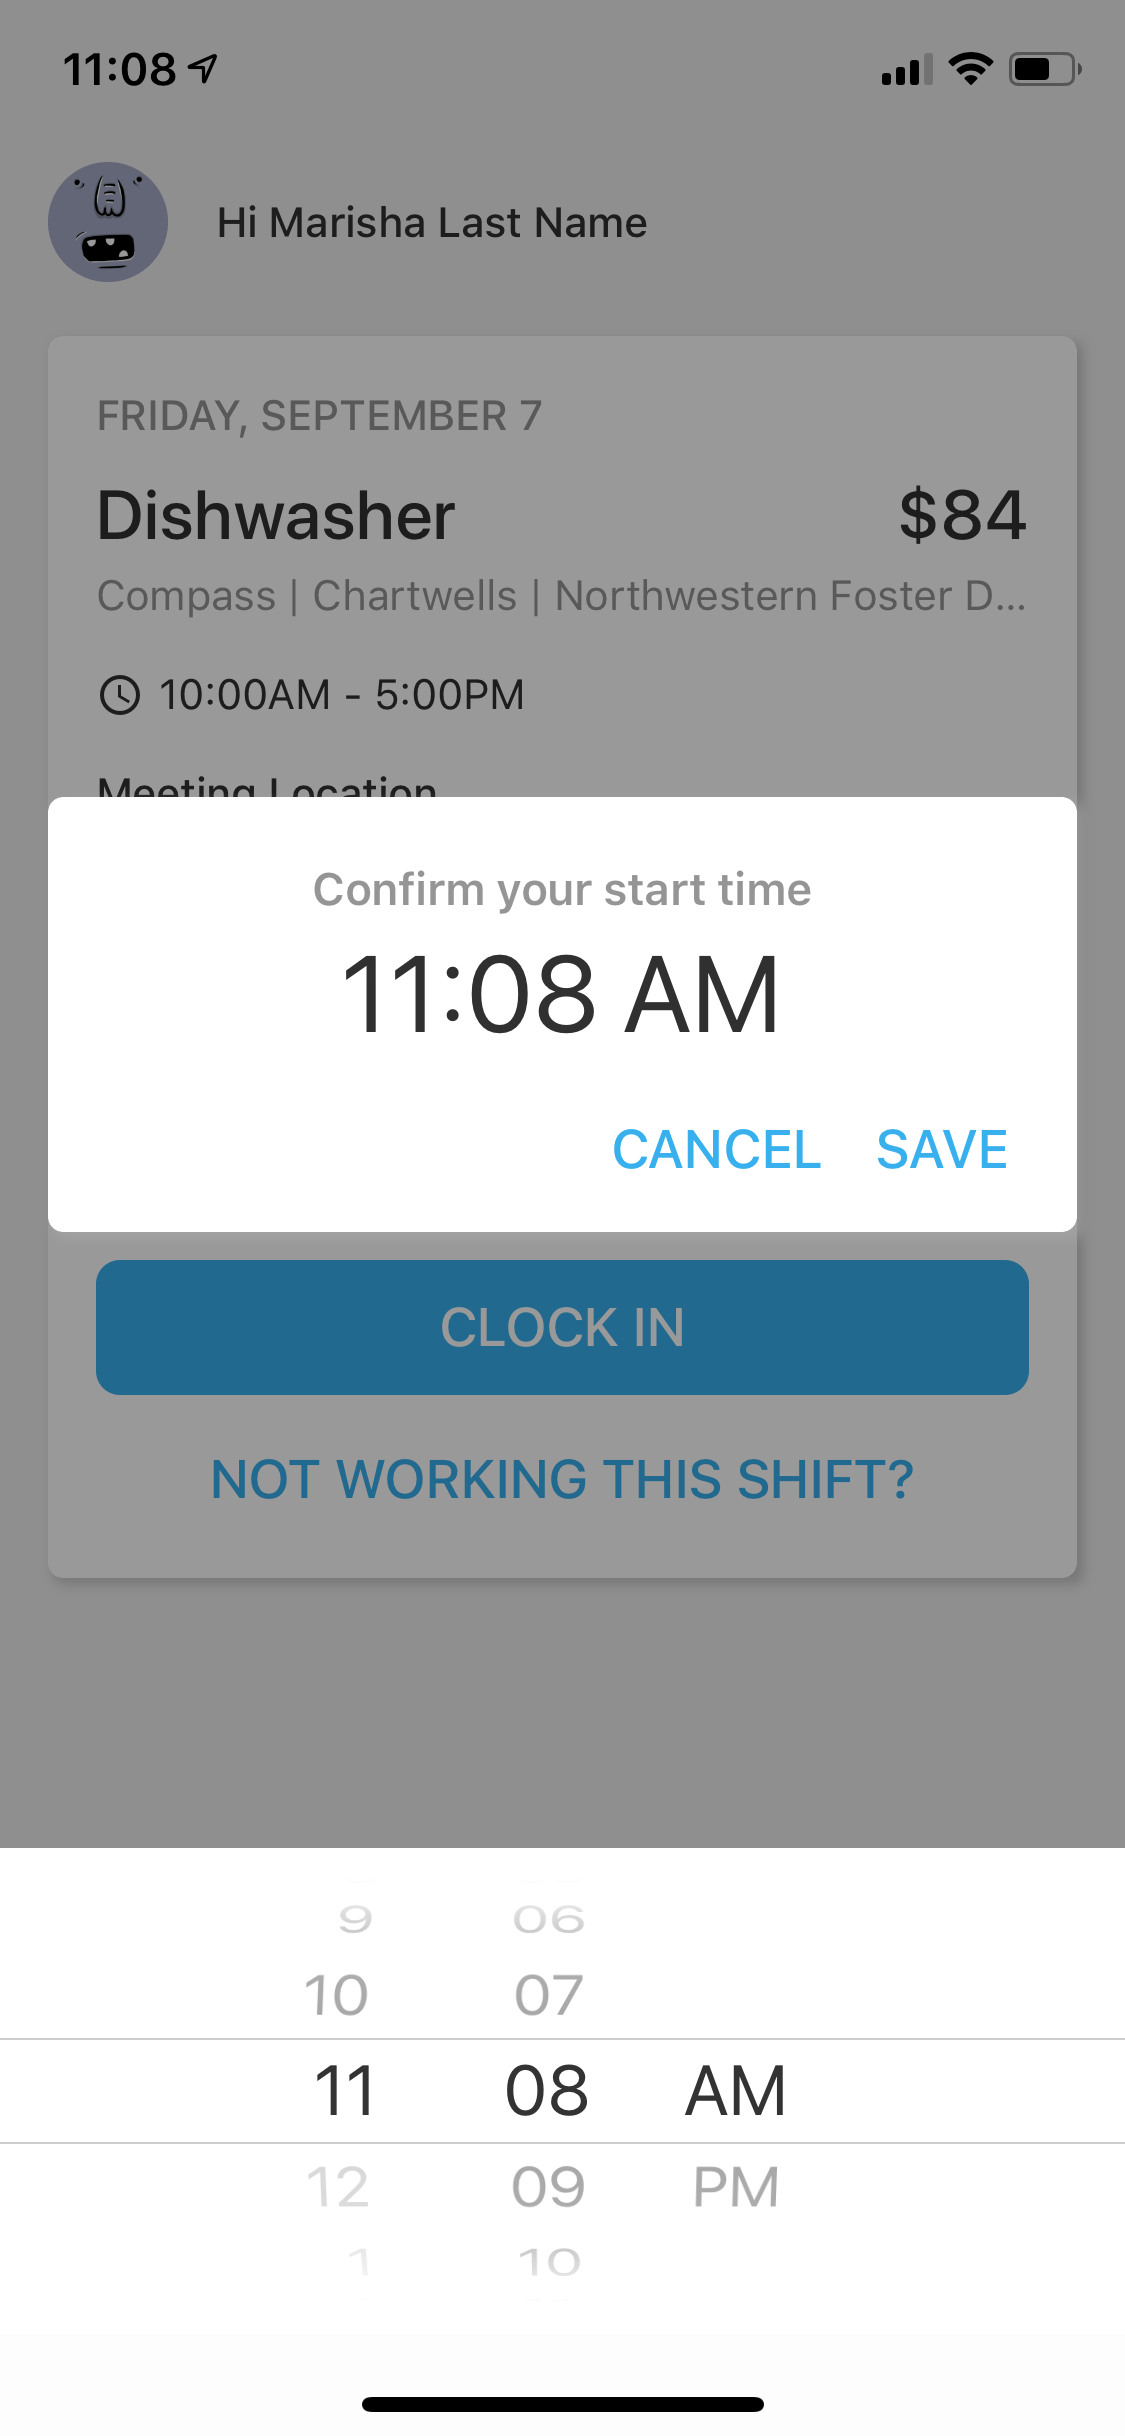 11:08
Hi Marisha Last Name
FRIDAY, SEPTEMBER 7
Dishwasher $84
Compass | Chartwells | Northwestern Foster D...
10:00AM - 5:00PM
Meeting Location
Confirm your start time
11:08 AM
CANCEL SAVE
CLOCK IN
NOT WORKING THIS SHIFT?
9 06
10 07
11 08 AM
12 09 PM
1 10